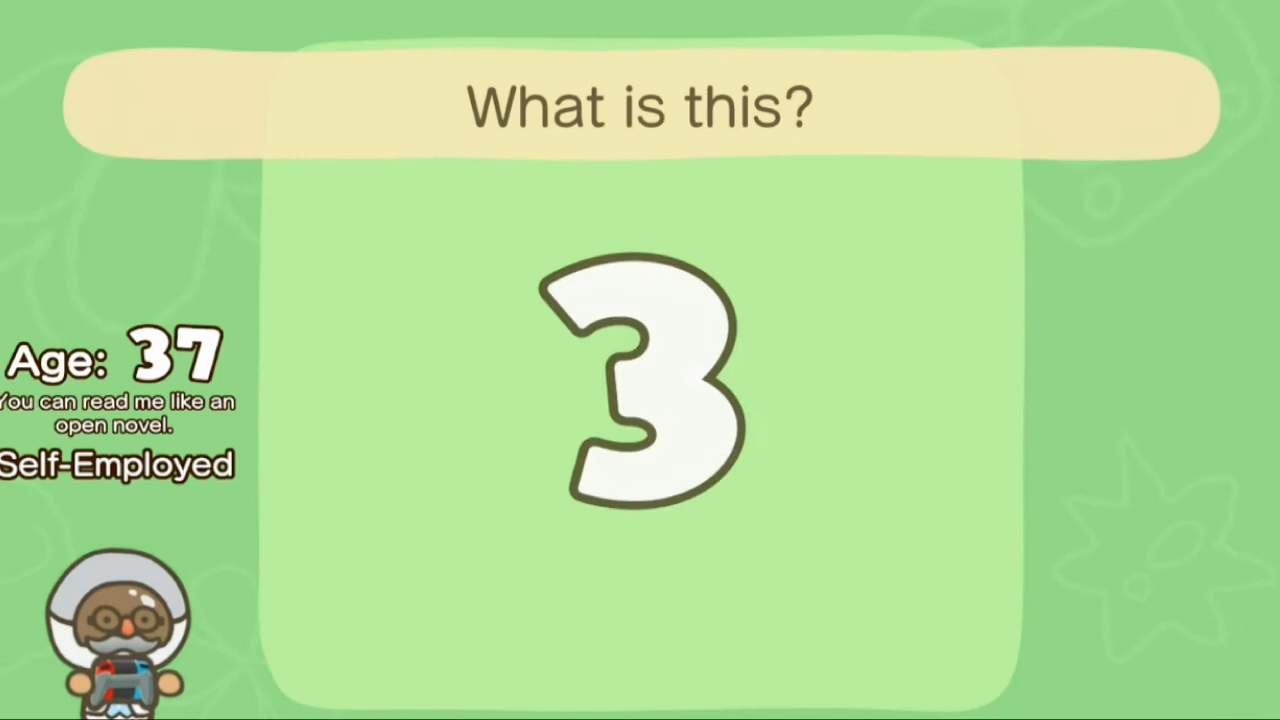 What is this?
3
Age: 37
You can read me like an
open novel.
Self-Employed